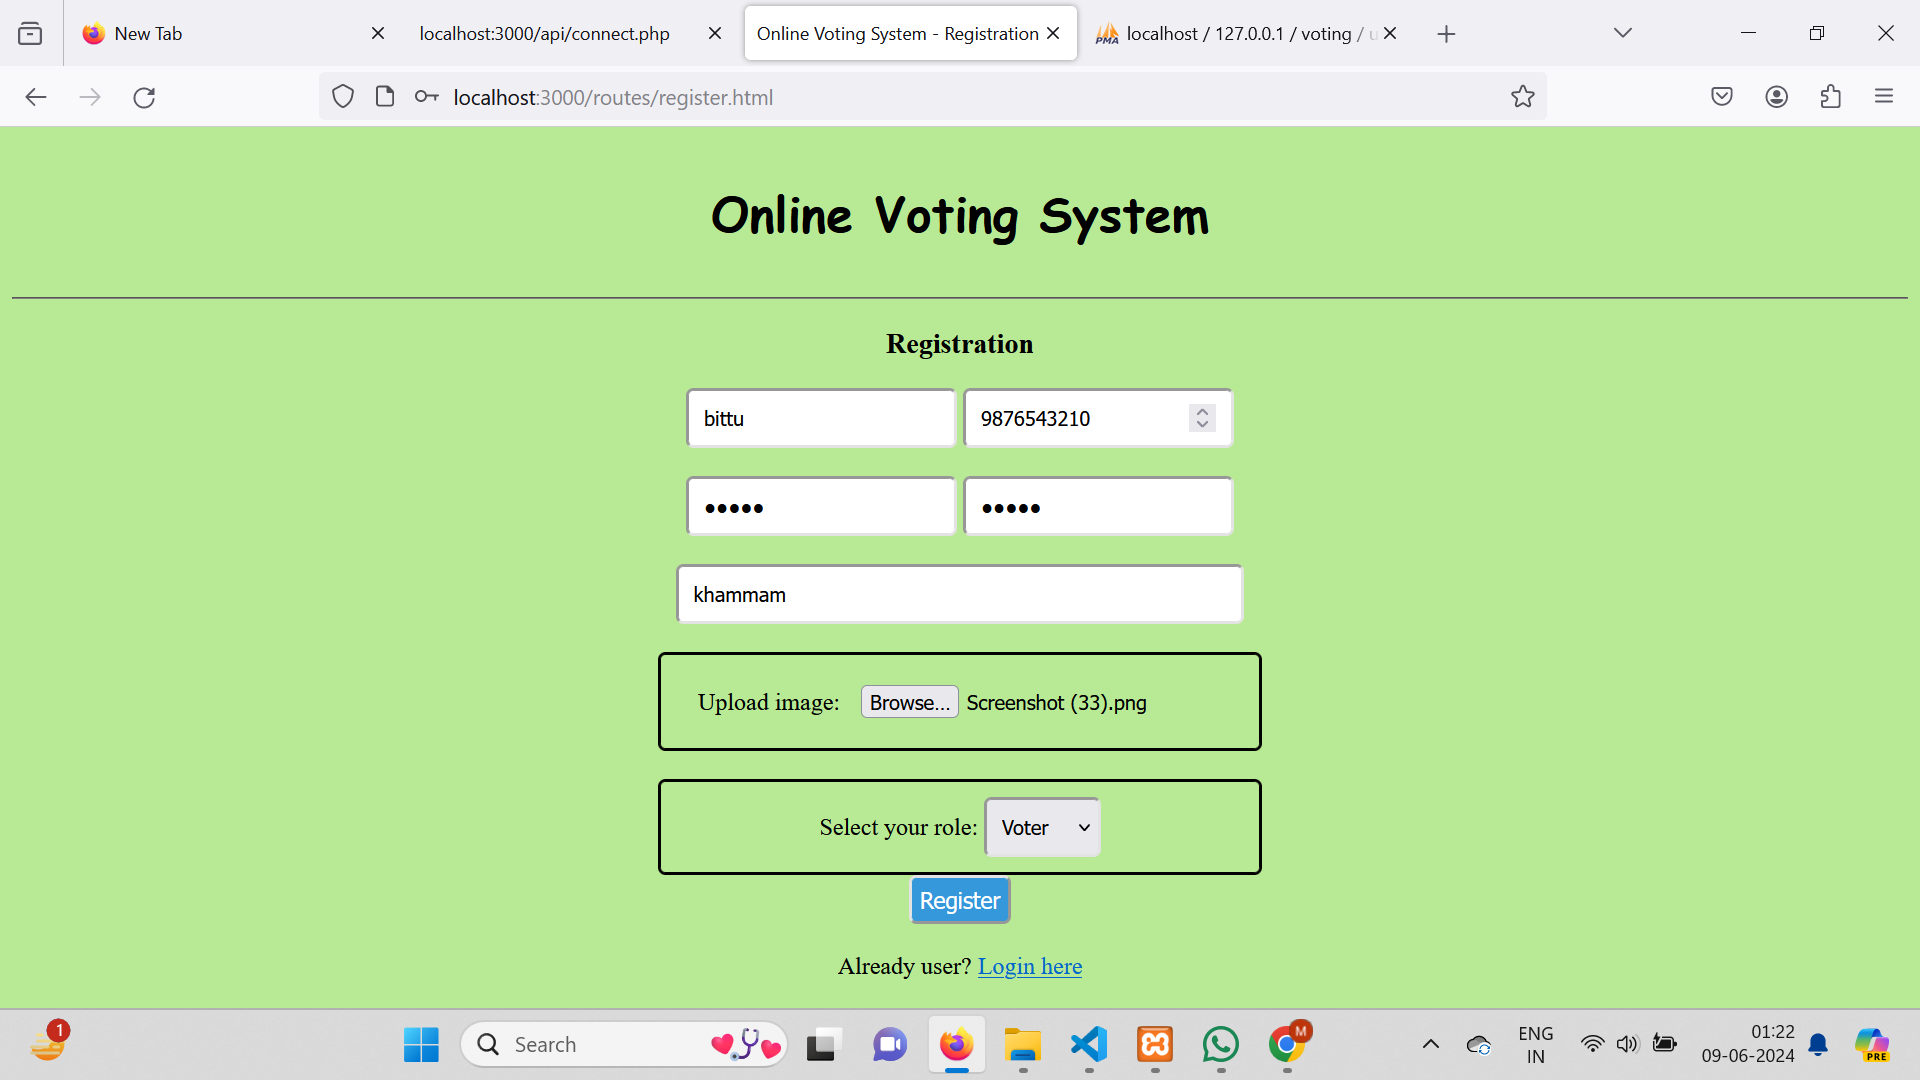 New Tab
localhost:3000/api/connect.php
Online Voting System - Registration
PMA
localhost / 127.0.0.1 / voting / u
localhost:3000/routes/register.html
Online Voting System
Registration
bittu
9876543210
•••••
•••••
khammam
Upload image:
Browse...
Screenshot (33).png
Select your role:
Voter
Register
Already user? Login here
1
Search
M
ENG
IN
01:22
09-06-2024
PRE